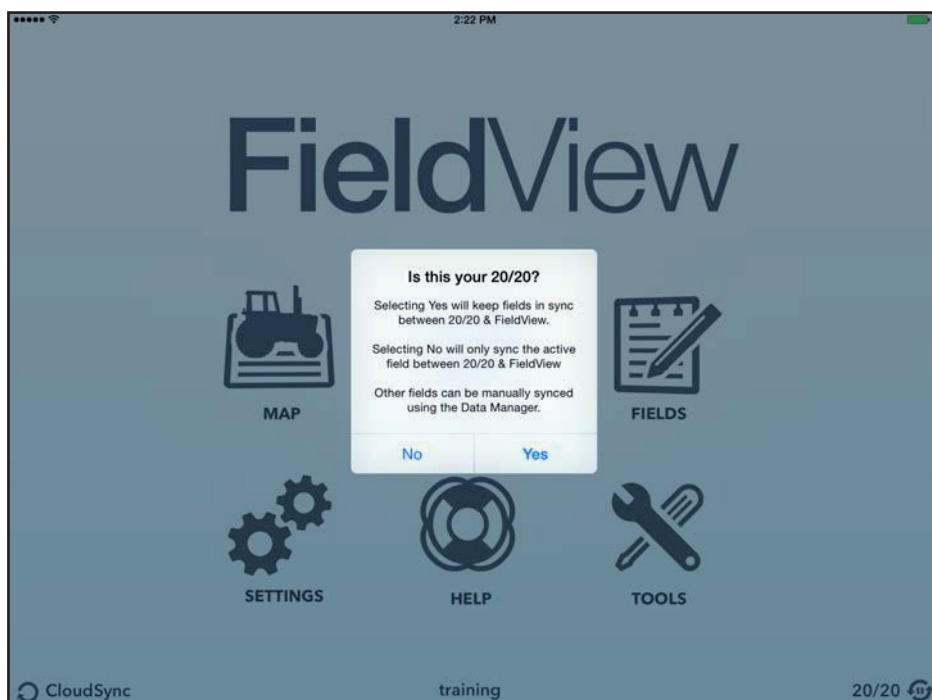 2:22 PM
FieldView
Is this your 20/20?
Selecting Yes will keep fields in sync
between 20/20 & FieldView.
Selecting No will only sync the active
field between 20/20 & FieldView
Other fields can be manually synced
using the Data Manager.
No Yes
MAP FIELDS
SETTINGS HELP TOOLS
CloudSync training 20/20